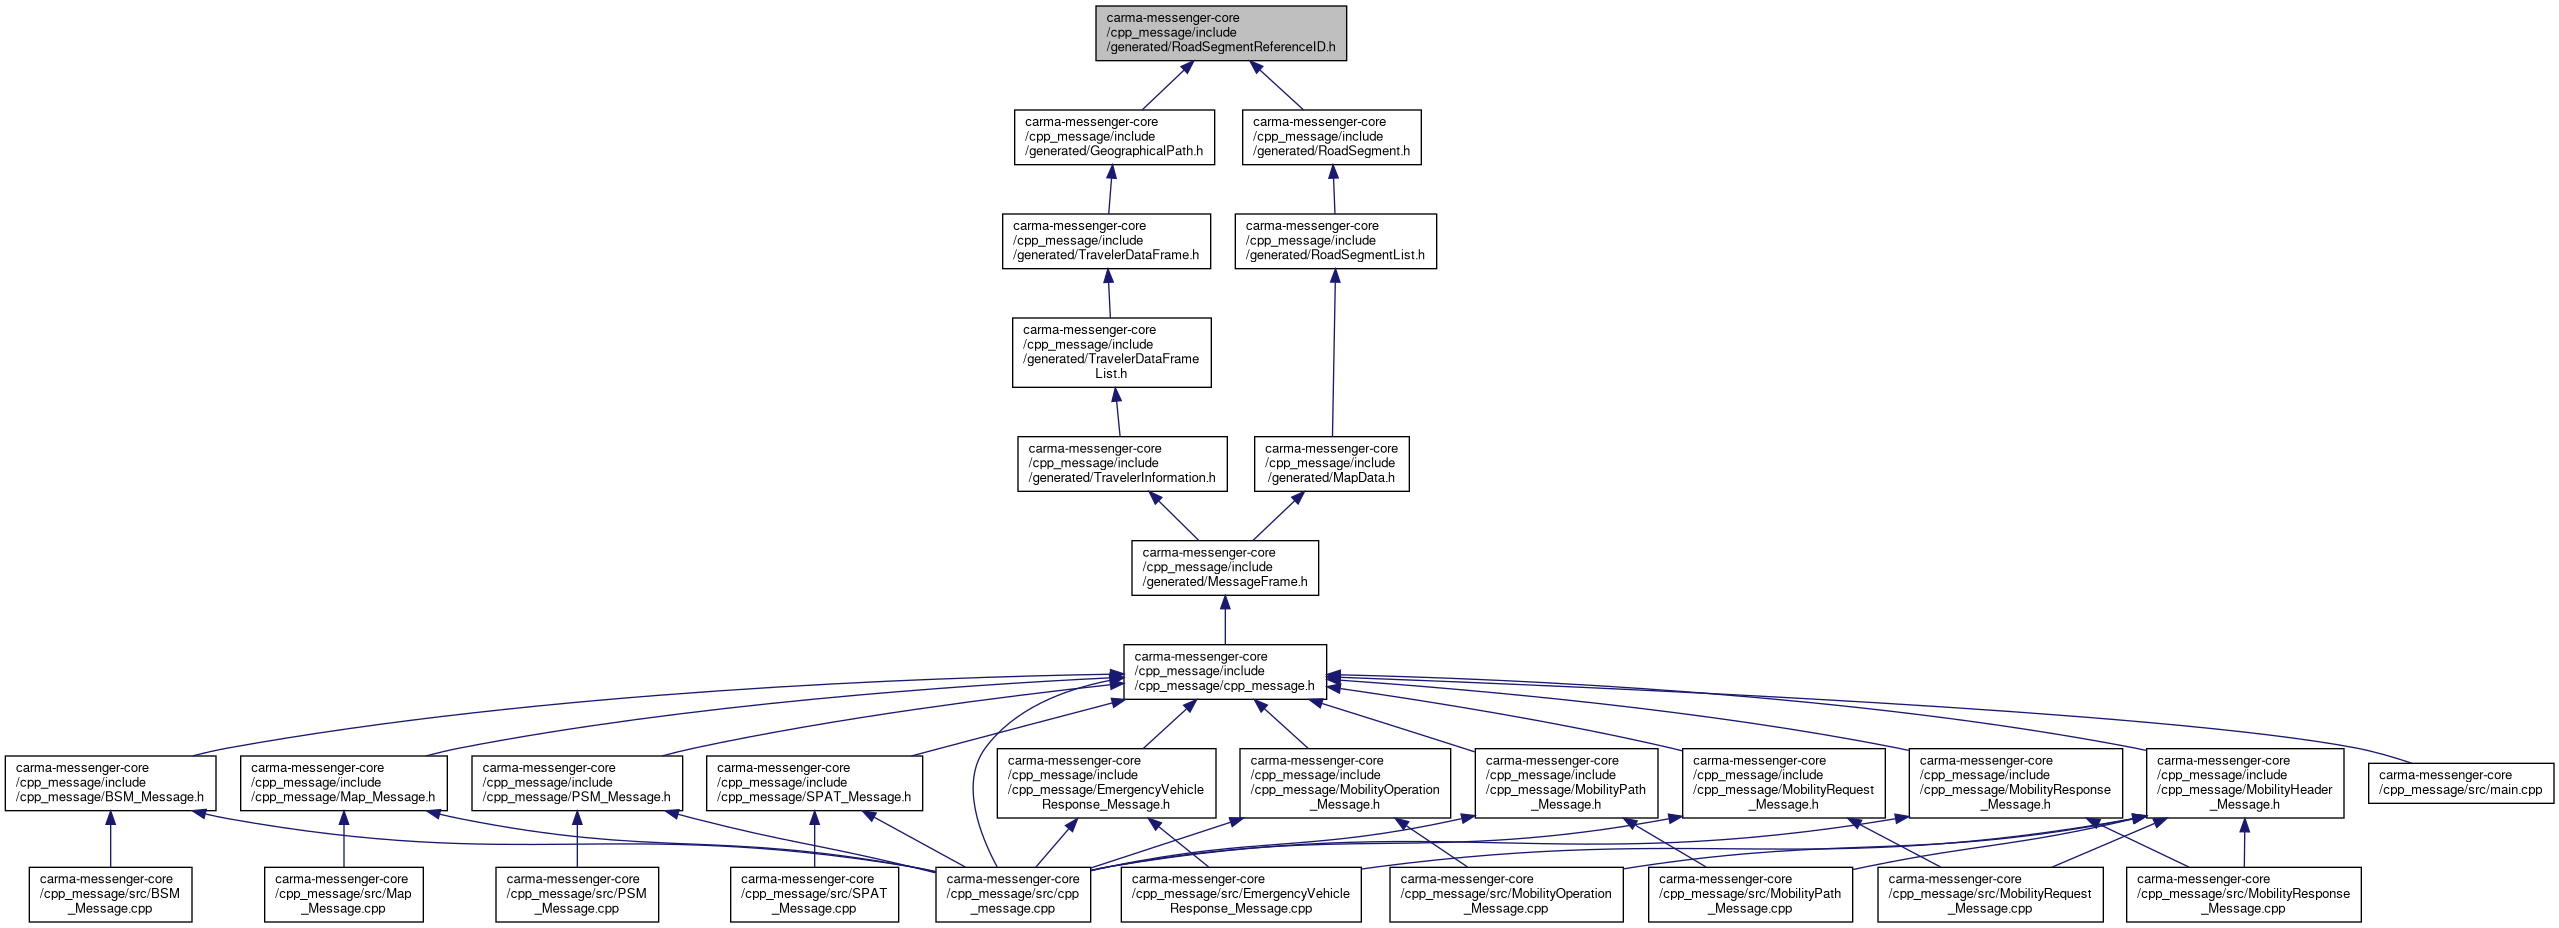 carma-messenger-core
/cpp_message/include
/generated/RoadSegmentReferenceID.h
carma-messenger-core
/cpp_message/include
/generated/GeographicalPath.h
carma-messenger-core
/cpp_message/include
/generated/RoadSegment.h
carma-messenger-core
/cpp_message/include
/generated/TravelerDataFrame.h
carma-messenger-core
/cpp_message/include
/generated/RoadSegmentList.h
carma-messenger-core
/cpp_message/include
/generated/TravelerDataFrame
List.h
carma-messenger-core
/cpp_message/include
/generated/TravelerInformation.h
carma-messenger-core
/cpp_message/include
/generated/MapData.h
carma-messenger-core
/cpp_message/include
/generated/MessageFrame.h
carma-messenger-core
/cpp_message/include
/cpp_message/cpp_message.h
carma-messenger-core
/cpp_message/include
/cpp_message/BSM_Message.h
carma-messenger-core
/cpp_message/include
/cpp_message/Map_Message.h
carma-messenger-core
/cpp_message/include
/cpp_message/PSM_Message.h
carma-messenger-core
/cpp_message/include
/cpp_message/SPAT_Message.h
carma-messenger-core
/cpp_message/include
/cpp_message/EmergencyVehicle
Response_Message.h
carma-messenger-core
/cpp_message/include
/cpp_message/MobilityOperation
_Message.h
carma-messenger-core
/cpp_message/include
/cpp_message/MobilityPath
_Message.h
carma-messenger-core
/cpp_message/include
/cpp_message/MobilityRequest
_Message.h
carma-messenger-core
/cpp_message/include
/cpp_message/MobilityResponse
_Message.h
carma-messenger-core
/cpp_message/include
/cpp_message/MobilityHeader
_Message.h
carma-messenger-core
/cpp_message/src/main.cpp
carma-messenger-core
/cpp_message/src/BSM
_Message.cpp
carma-messenger-core
/cpp_message/src/Map
_Message.cpp
carma-messenger-core
/cpp_message/src/PSM
_Message.cpp
carma-messenger-core
/cpp_message/src/SPAT
_Message.cpp
carma-messenger-core
/cpp_message/src/cpp
_message.cpp
carma-messenger-core
/cpp_message/src/EmergencyVehicle
Response_Message.cpp
carma-messenger-core
/cpp_message/src/MobilityOperation
_Message.cpp
carma-messenger-core
/cpp_message/src/MobilityPath
_Message.cpp
carma-messenger-core
/cpp_message/src/MobilityRequest
_Message.cpp
carma-messenger-core
/cpp_message/src/MobilityResponse
_Message.cpp